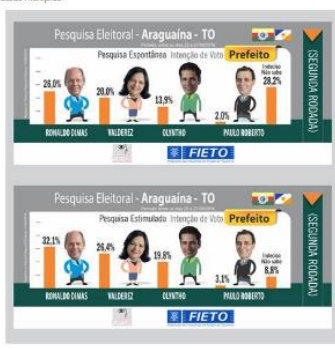 Pesquisa Eleitoral - Araguaína - TO
Pesquisa Espontânea Intenção de Voto Prefeito
26,0%
20,0%
13,9%
2,0%
Indeciso
Não sabe
28,2%
RONALDO DIMAS VALDEREZ OLYNTHO PAULO ROBERTO
(SEGUNDA RODADA)
FIETO
Pesquisa Eleitoral - Araguaína - TO
Pesquisa Estimulada Intenção de Voto Prefeito
32,1%
26,4%
19,8%
3,1%
Indeciso
Não sabe
8,8%
RONALDO DIMAS VALDEREZ OLYNTHO PAULO ROBERTO
(SEGUNDA RODADA)
FIETO